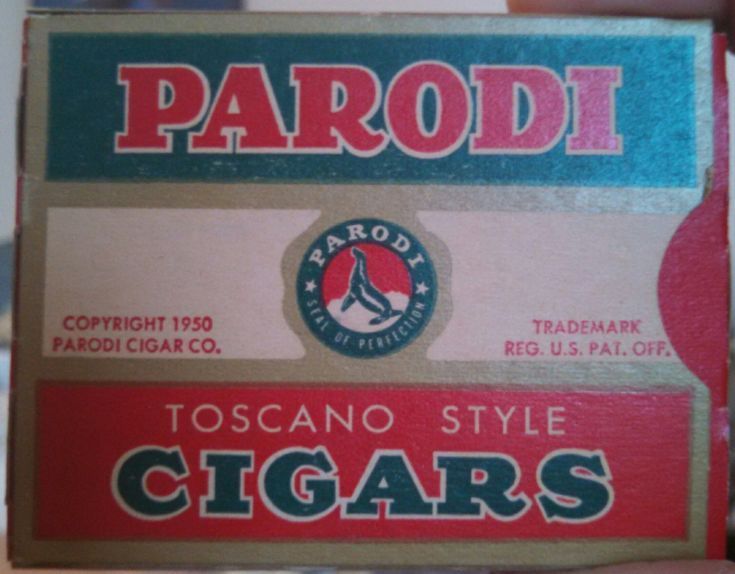 PARODI
PARODI
★ SEAL OF PERFECTION ★
COPYRIGHT 1950
PARODI CIGAR CO.
TRADEMARK
REG. U.S. PAT. OFF.
TOSCANO STYLE
CIGARS